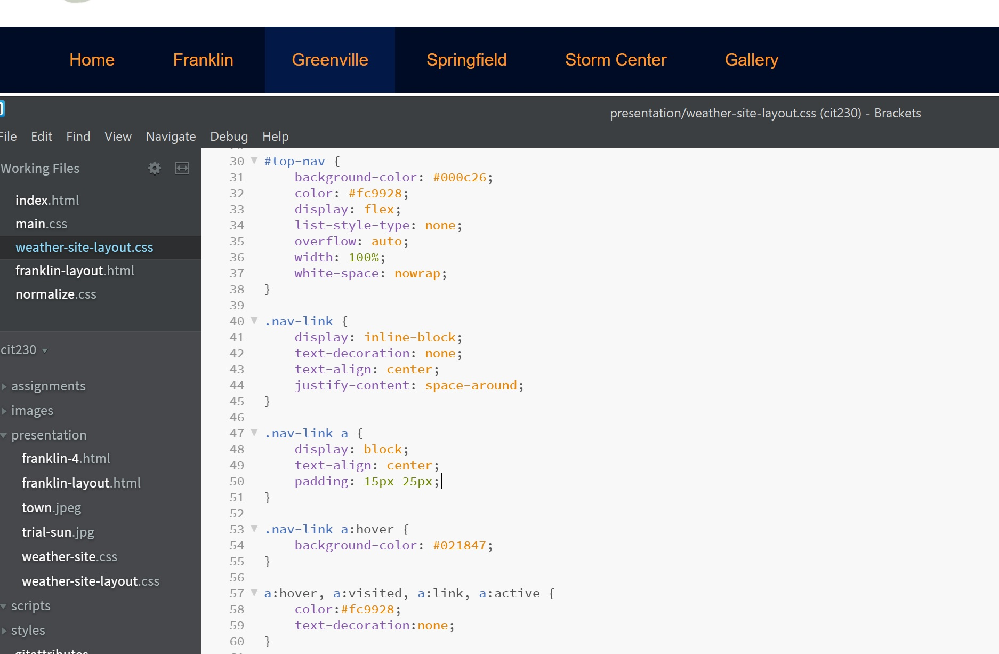 Home Franklin Greenville Springfield Storm Center Gallery
presentation/weather-site-layout.css (cit230) - Brackets
File Edit Find View Navigate Debug Help
Working Files
index.html
main.css
weather-site-layout.css
franklin-layout.html
normalize.css
cit230
assignments
images
presentation
franklin-4.html
franklin-layout.html
town.jpeg
trial-sun.jpg
weather-site.css
weather-site-layout.css
scripts
styles
.gitattributes
30 #top-nav {
31 background-color: #000c26;
32 color: #fc9928;
33 display: flex;
34 list-style-type: none;
35 overflow: auto;
36 width: 100%;
37 white-space: nowrap;
38 }
39
40 .nav-link {
41 display: inline-block;
42 text-decoration: none;
43 text-align: center;
44 justify-content: space-around;
45 }
46
47 .nav-link a {
48 display: block;
49 text-align: center;
50 padding: 15px 25px;
51 }
52
53 .nav-link a:hover {
54 background-color: #021847;
55 }
56
57 a:hover, a:visited, a:link, a:active {
58 color:#fc9928;
59 text-decoration:none;
60 }